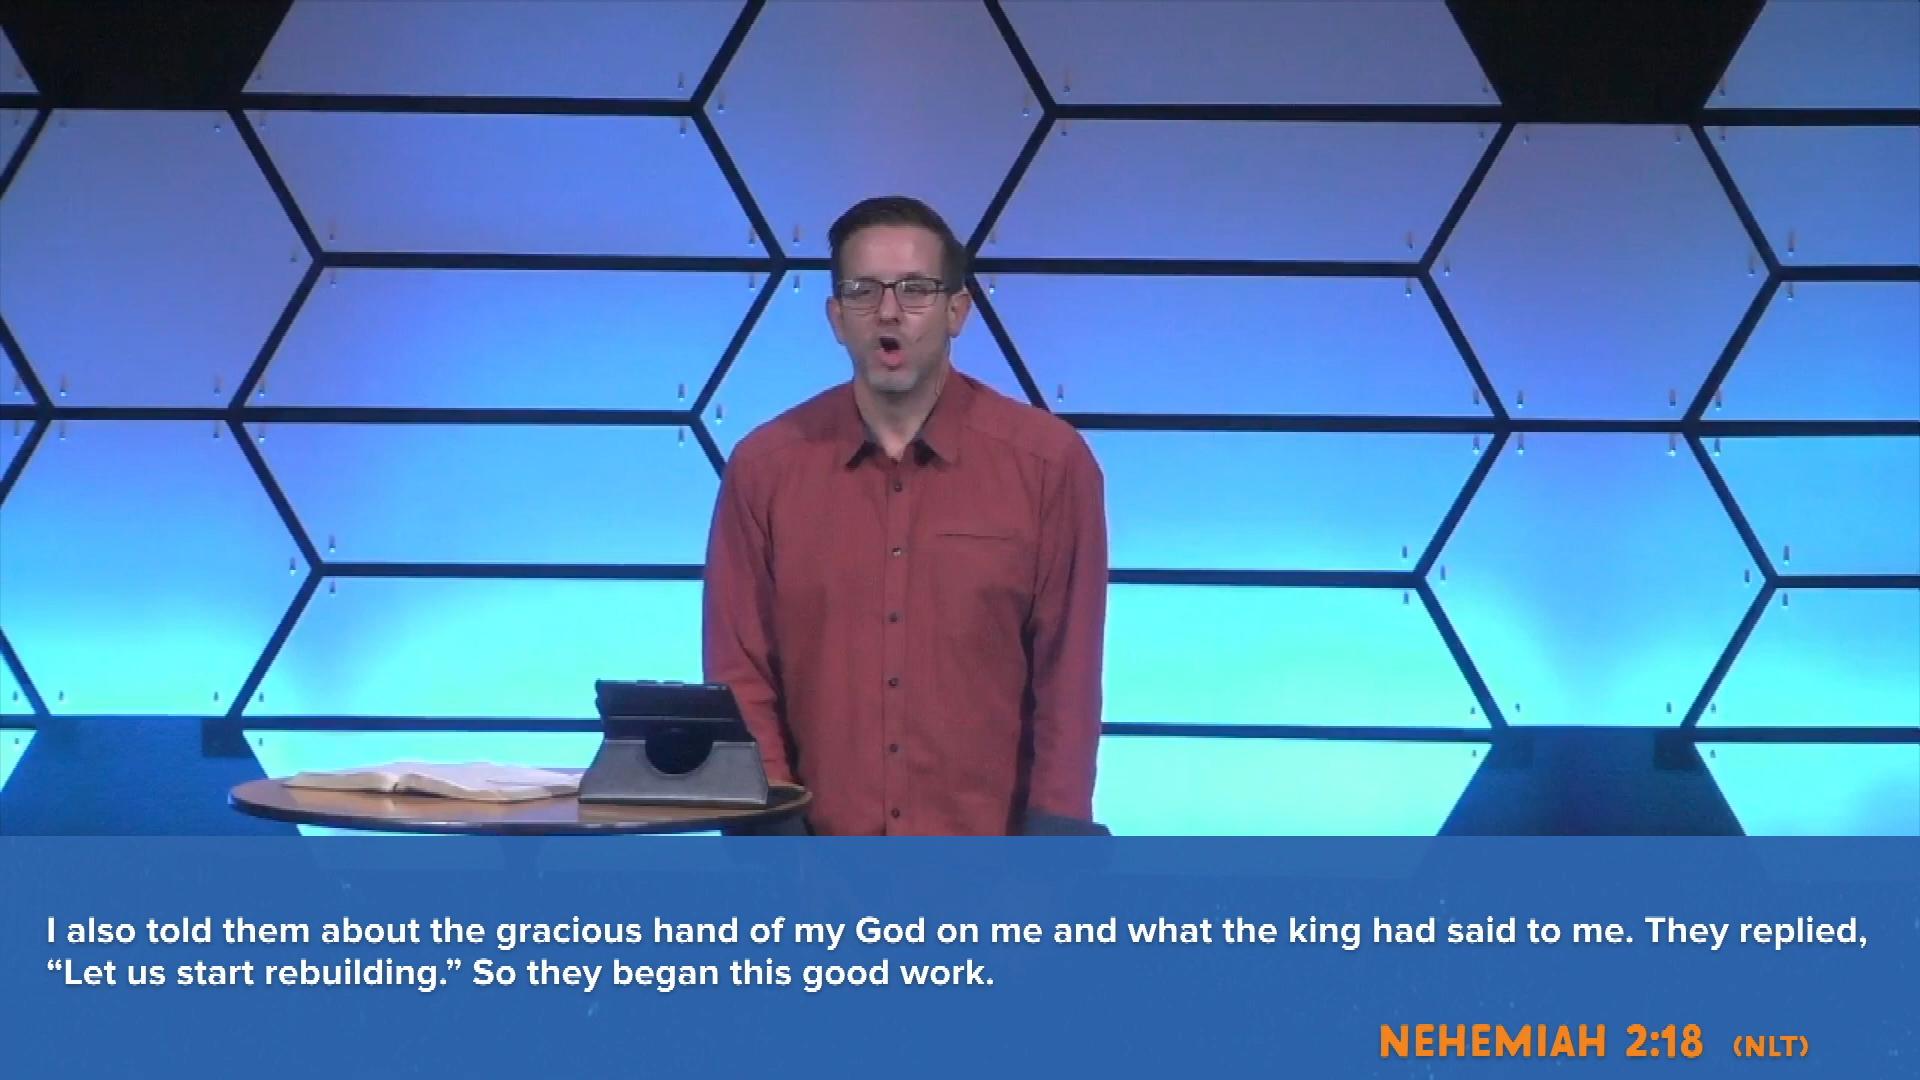 I also told them about the gracious hand of my God on me and what the king had said to me. They replied,
“Let us start rebuilding.” So they began this good work.
NEHEMIAH 2:18 (NLT)